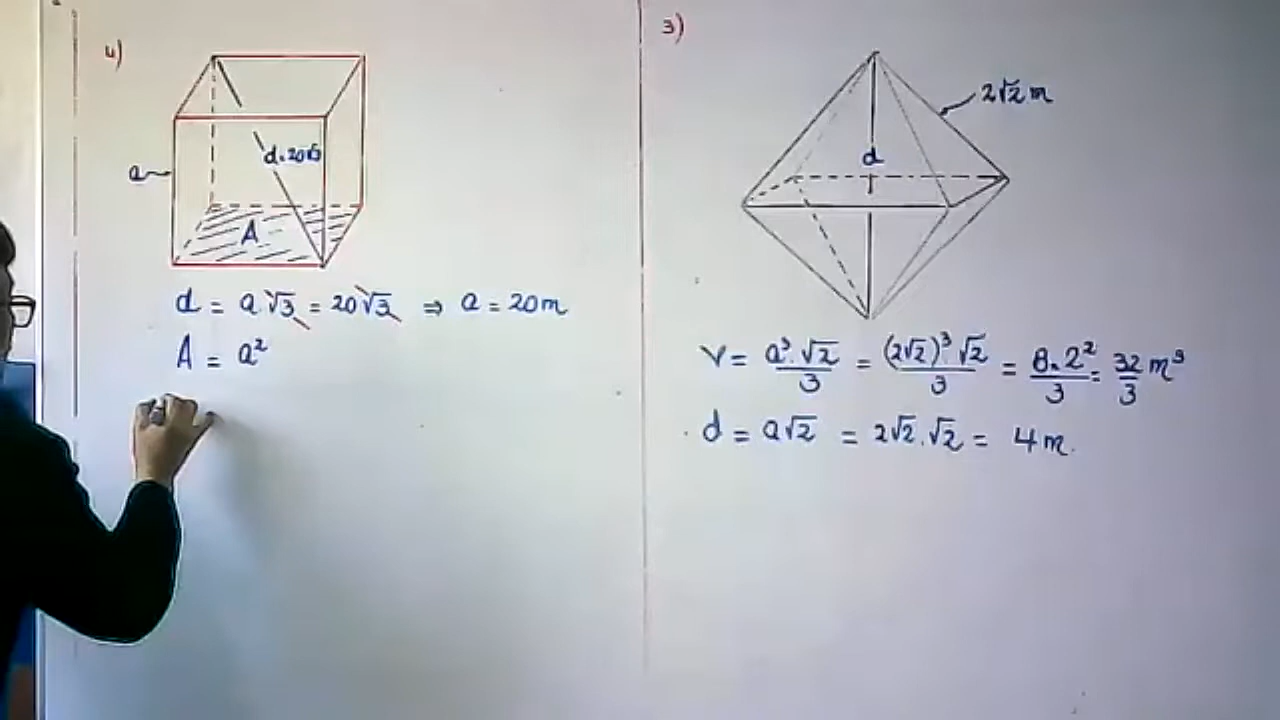 4)
a
d = 20√3
A
d = a√3 = 20√3 ⇒ a = 20m
A = a²
3)
2√2 m
d
V = a³·√2/3 = (2√2)³·√2/3 = 8·2²/3 = 32/3 m³
d = a√2 = 2√2.√2 = 4m.